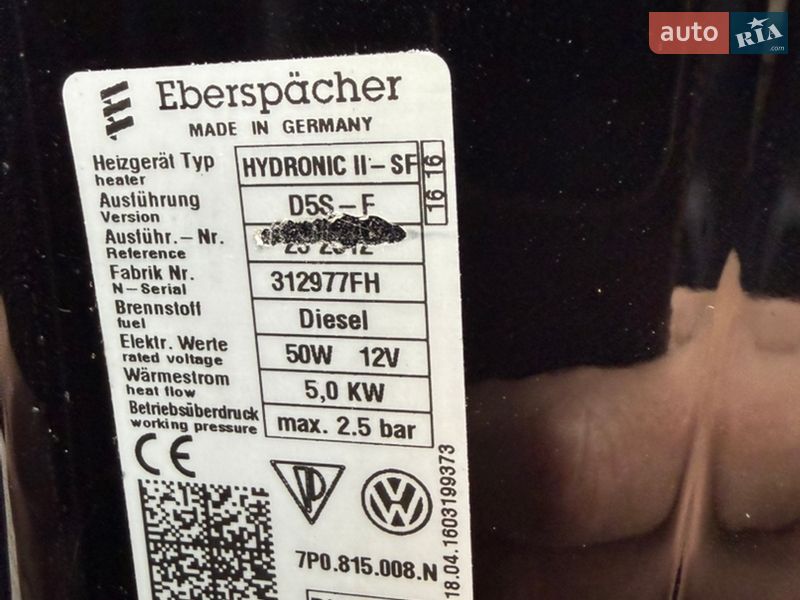 auto RIA .com
Eberspächer
MADE IN GERMANY
Heizgerät Typ HYDRONIC II - SF 16 16
heater
Ausführung D5S - F
Version
Ausführ. - Nr.
Reference
Fabrik Nr. 312977FH
N - Serial
Brennstoff Diesel
fuel
Elektr. Werte 50W 12V
rated voltage
Wärmestrom 5,0 KW
heat flow
Betriebsüberdruck max. 2.5 bar
working pressure
CE
VW
7P0.815.008.N
18.04.1603199373